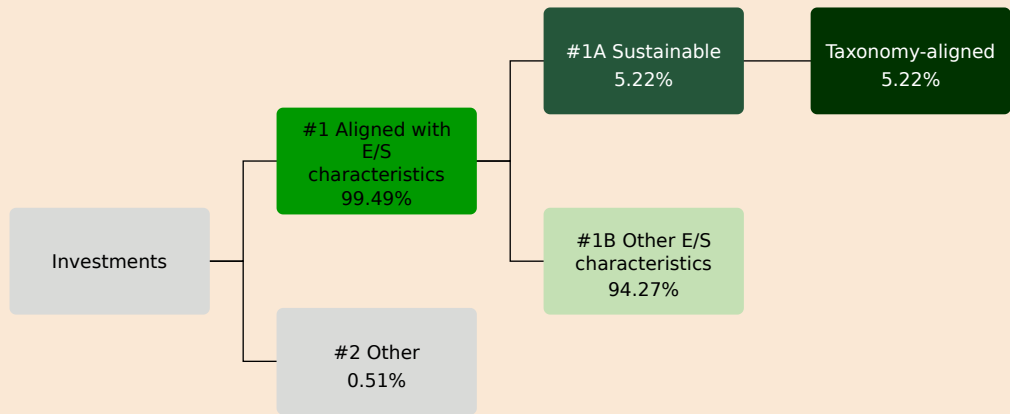 #1A Sustainable
5.22%
Taxonomy-aligned
5.22%
#1 Aligned with
E/S
characteristics
99.49%
Investments
#1B Other E/S
characteristics
94.27%
#2 Other
0.51%